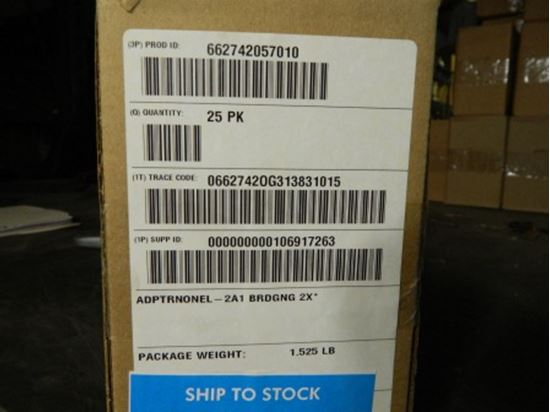 (3P) PROD ID: 662742057010
(Q) QUANTITY: 25 PK
(1T) TRACE CODE: 06627420G313831015
(1P) SUPP ID: 000000000106917263
ADPTRNONEL-2A1 BRDGNG 2X*
PACKAGE WEIGHT: 1.525 LB
SHIP TO STOCK